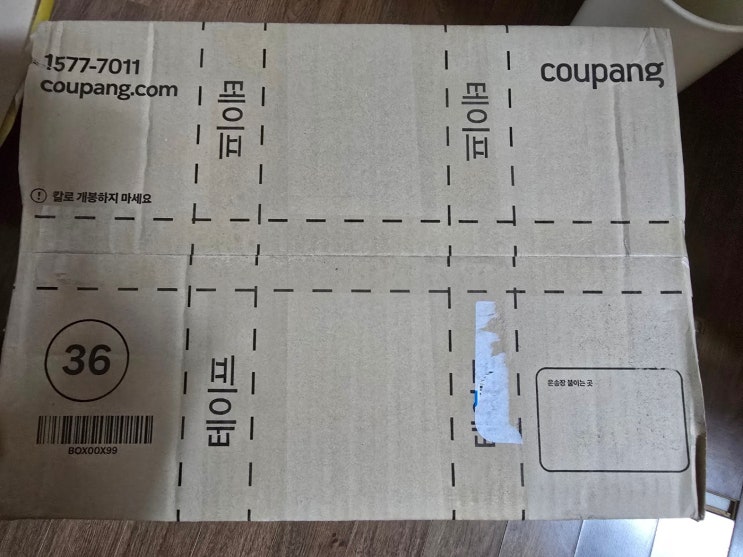 1577-7011
coupang.com
coupang
테이프
테이프
! 칼로 개봉하지 마세요
36
BOX00X99
테이프
운송장 붙이는 곳